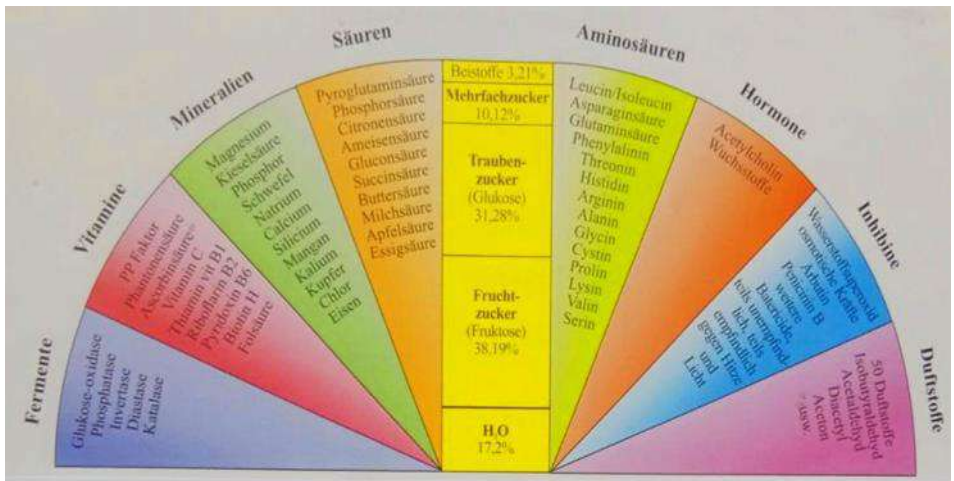 Fermente
Glukose-oxidase
Phosphatase
Invertase
Diastase
Katalase
Vitamine
PP Faktor
Phantonensäure
Ascorbinsäure=
Vitamin C
Thiamin vit B1
Riboflarm B2
Pyridoxin B6
Biotin H
Folsäure
Mineralien
Magnesium
Kieselsäure
Phosphor
Schwefel
Natrium
Calcium
Silicium
Mangan
Kalium
Kupfer
Chlor
Eisen
Säuren
Pyroglutaminsäure
Phosphorsäure
Citronensäure
Ameisensäure
Gluconsäure
Succinsäure
Buttersäure
Milchsäure
Apfelsäure
Essigsäure
Beistoffe 3,21%
Mehrfachzucker
10,12%
Trauben-
zucker
(Glukose)
31,28%
Frucht-
zucker
(Fruktose)
38,19%
H₂O
17,2%
Aminosäuren
Leucin/Isoleucin
Asparaginsäure
Glutaminsäure
Phenylalinin
Threonin
Histidin
Arginin
Alanin
Glycin
Cystin
Prolin
Lysin
Valin
Serin
Hormone
Acetylcholin
Wuchsstoffe
Inhibine
Wasserstoffsuperoxid
osmotische Kräfte
Arbutin
Penicinin B
weitere
Baktericide,
teils unempfind-
lich, teils
empfindlich
gegen Hitze
und
Licht
Duftstoffe
50 Duftstoffe
Isobutyraldehyd
Acetaldehyd
Diacetyl
Aceton
usw.